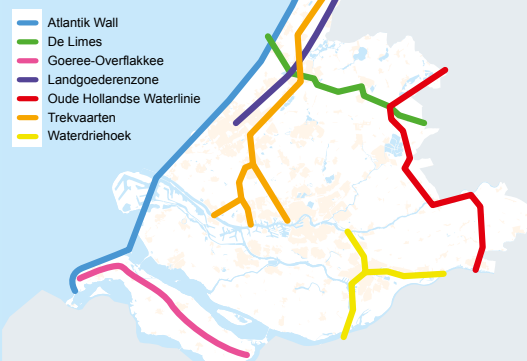 Atlantik Wall
De Limes
Goeree-Overflakkee
Landgoederenzone
Oude Hollandse Waterlinie
Trekvaarten
Waterdriehoek